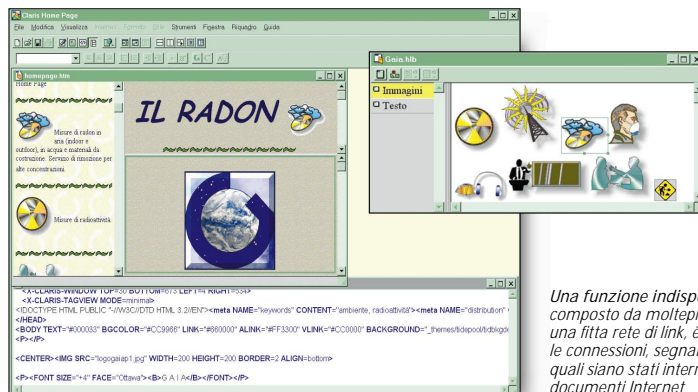 Claris Home Page
File Modifica Visualizza Inserisci Formato Stile Strumenti Finestra Riquadro Guida
homepage.htm
Home Page
Misure di radon in
aria (indoor e
outdoor), in acqua e materiali da
costruzione. Servizio di rimozione per
alte concentrazioni.
Misure di radioattività
IL RADON
Gaia.hlb
Immagini
Testo
<X-CLARIS-WINDOW TOP=30 BOTTOM=673 LEFT=4 RIGHT=534>
<X-CLARIS-TAGVIEW MODE=minimal>
<!DOCTYPE HTML PUBLIC "-//W3C//DTD HTML 3.2//EN"><meta NAME="keywords" CONTENT="ambiente, radioattività"><meta NAME="distribution"
</HEAD>
<BODY TEXT="#000033" BGCOLOR="#CC9966" LINK="#660000" ALINK="#FF3300" VLINK="#CC0000" BACKGROUND="_themes/tidepool/tidbkgd
<P></P>
<CENTER><IMG SRC="logogaiap1.jpg" WIDTH=200 HEIGHT=200 BORDER=2 ALIGN=bottom>
<P><FONT SIZE="+4" FACE="Ottawa"><B>G A I A</B></FONT></P>
Una funzione indispe
composto da moltepl
una fitta rete di link, è
le connessioni, segnal
quali siano stati intern
documenti Internet